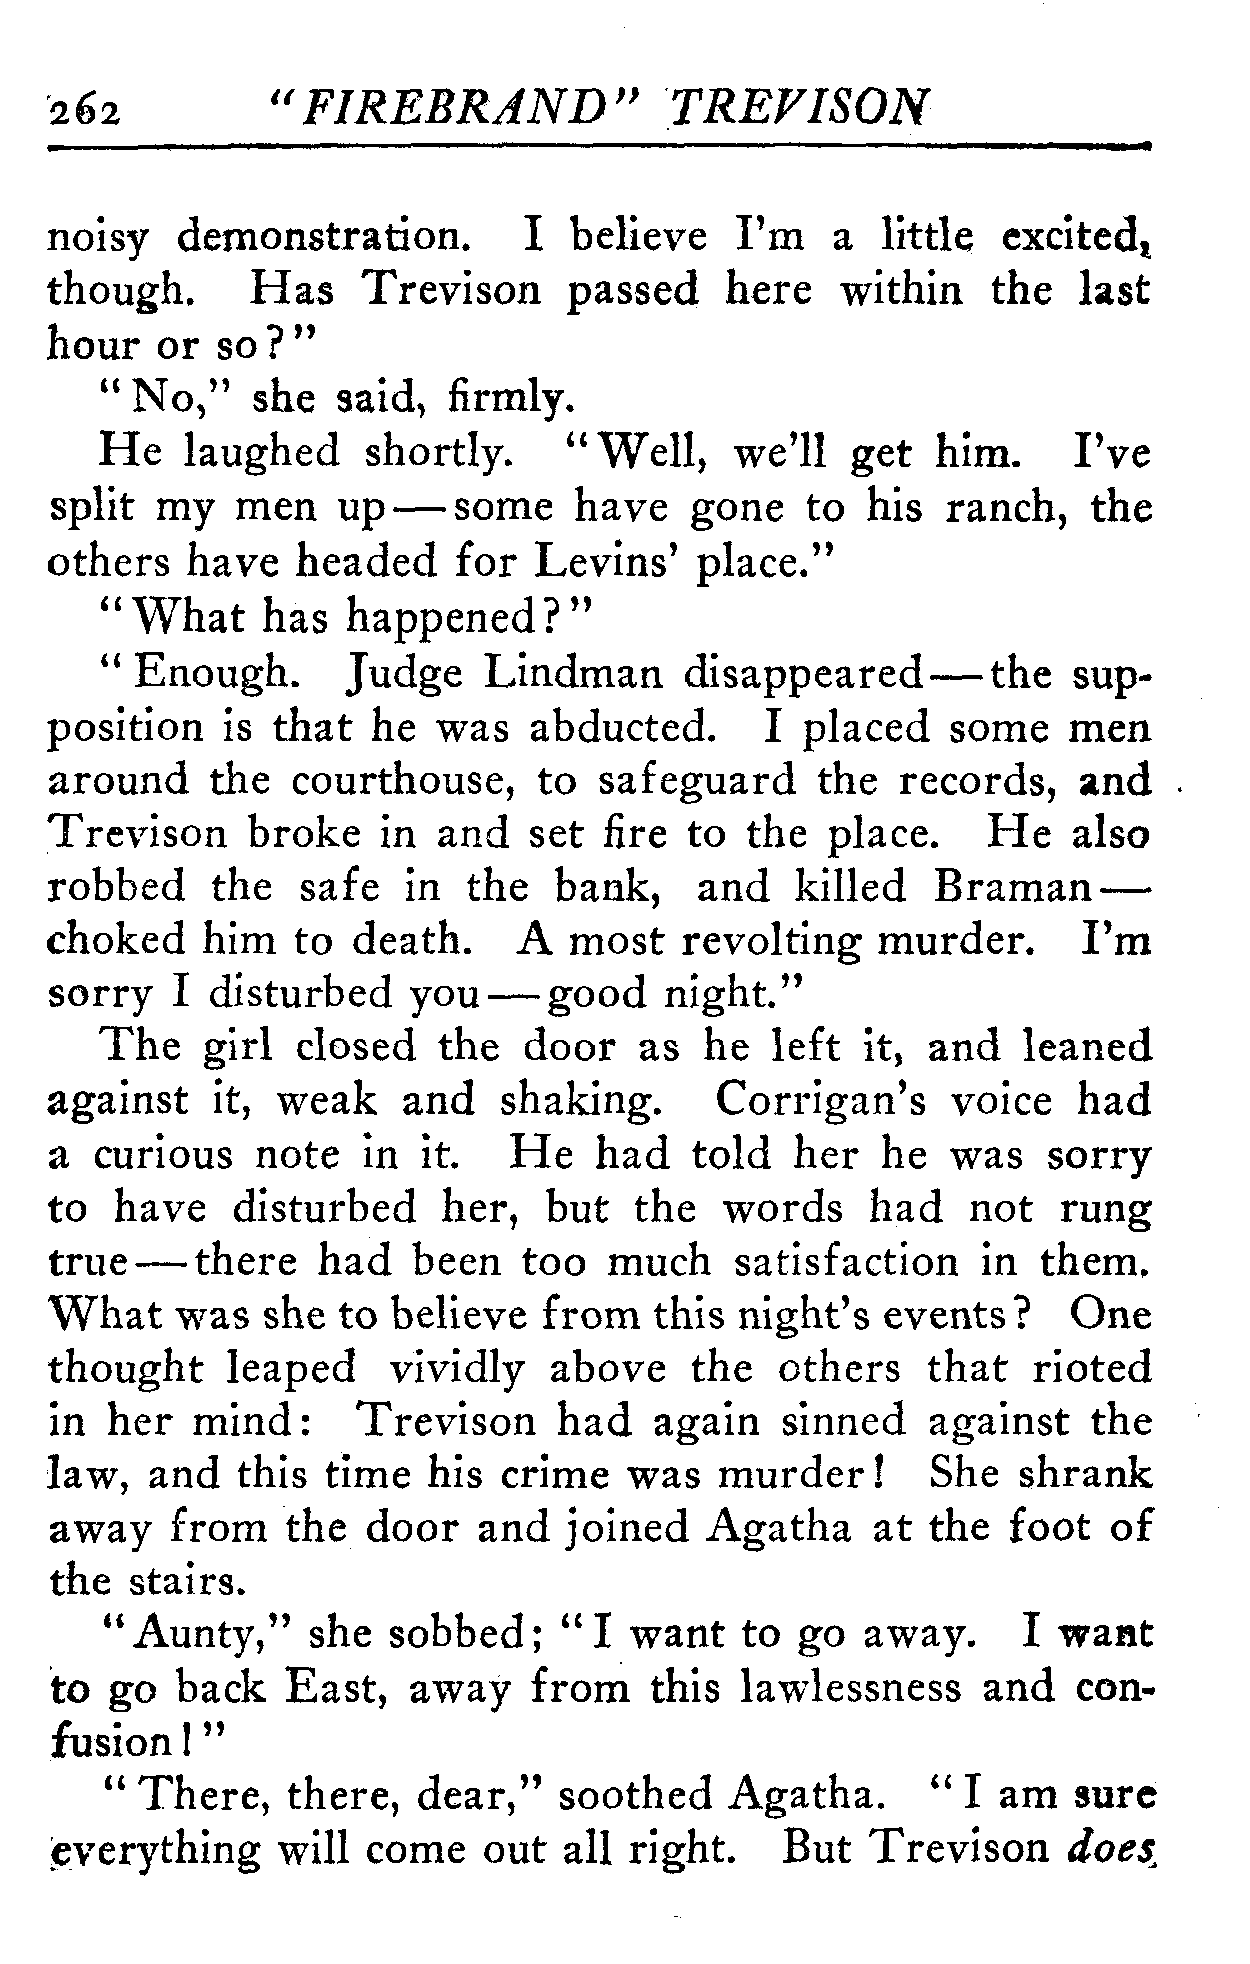 262 "FIREBRAND" TREVISON
noisy demonstration. I believe I'm a little excited,
though. Has Trevison passed here within the last
hour or so?"
"No," she said, firmly.
He laughed shortly. "Well, we'll get him. I've
split my men up—some have gone to his ranch, the
others have headed for Levins' place."
"What has happened?"
"Enough. Judge Lindman disappeared—the sup-
position is that he was abducted. I placed some men
around the courthouse, to safeguard the records, and
Trevison broke in and set fire to the place. He also
robbed the safe in the bank, and killed Braman—
choked him to death. A most revolting murder. I'm
sorry I disturbed you—good night."
The girl closed the door as he left it, and leaned
against it, weak and shaking. Corrigan's voice had
a curious note in it. He had told her he was sorry
to have disturbed her, but the words had not rung
true—there had been too much satisfaction in them.
What was she to believe from this night's events? One
thought leaped vividly above the others that rioted
in her mind: Trevison had again sinned against the
law, and this time his crime was murder! She shrank
away from the door and joined Agatha at the foot of
the stairs.
"Aunty," she sobbed; "I want to go away. I want
to go back East, away from this lawlessness and con-
fusion!"
"There, there, dear," soothed Agatha. "I am sure
everything will come out all right. But Trevison does